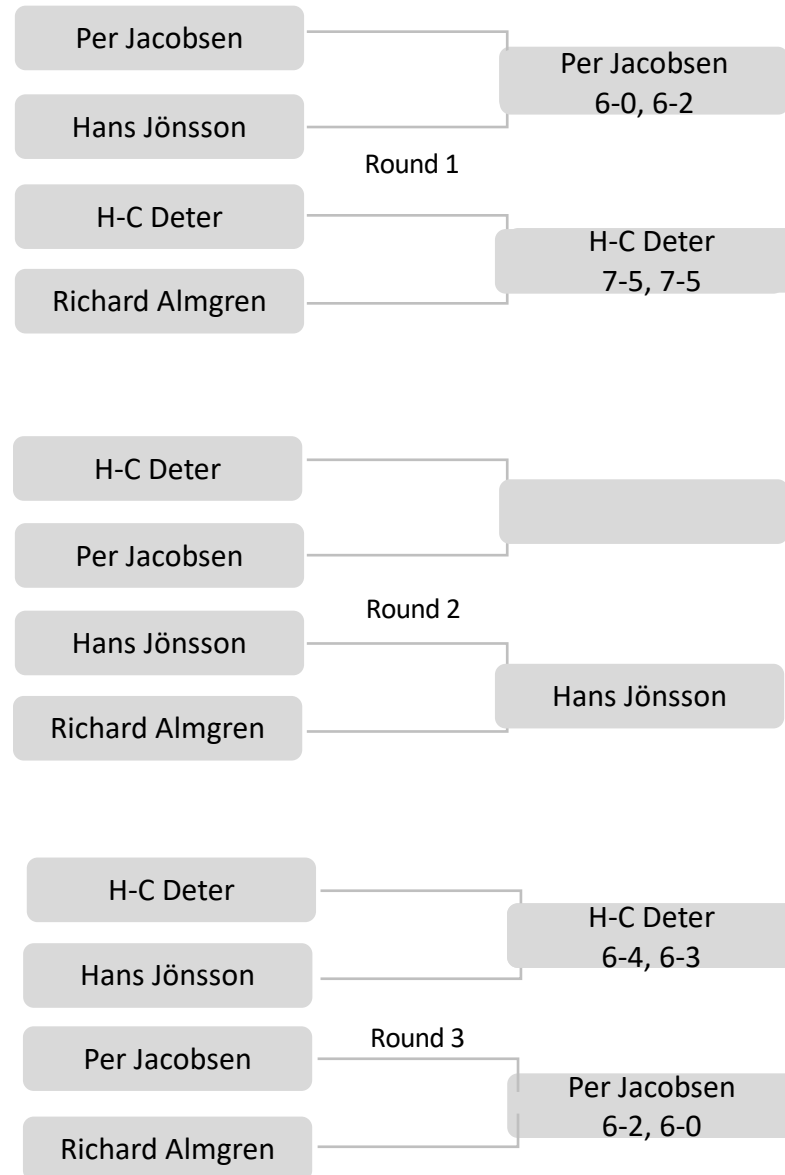 Per Jacobsen
Hans Jönsson
Per Jacobsen
6-0, 6-2
Round 1
H-C Deter
Richard Almgren
H-C Deter
7-5, 7-5
H-C Deter
Per Jacobsen
Round 2
Hans Jönsson
Richard Almgren
Hans Jönsson
H-C Deter
Hans Jönsson
H-C Deter
6-4, 6-3
Round 3
Per Jacobsen
Richard Almgren
Per Jacobsen
6-2, 6-0